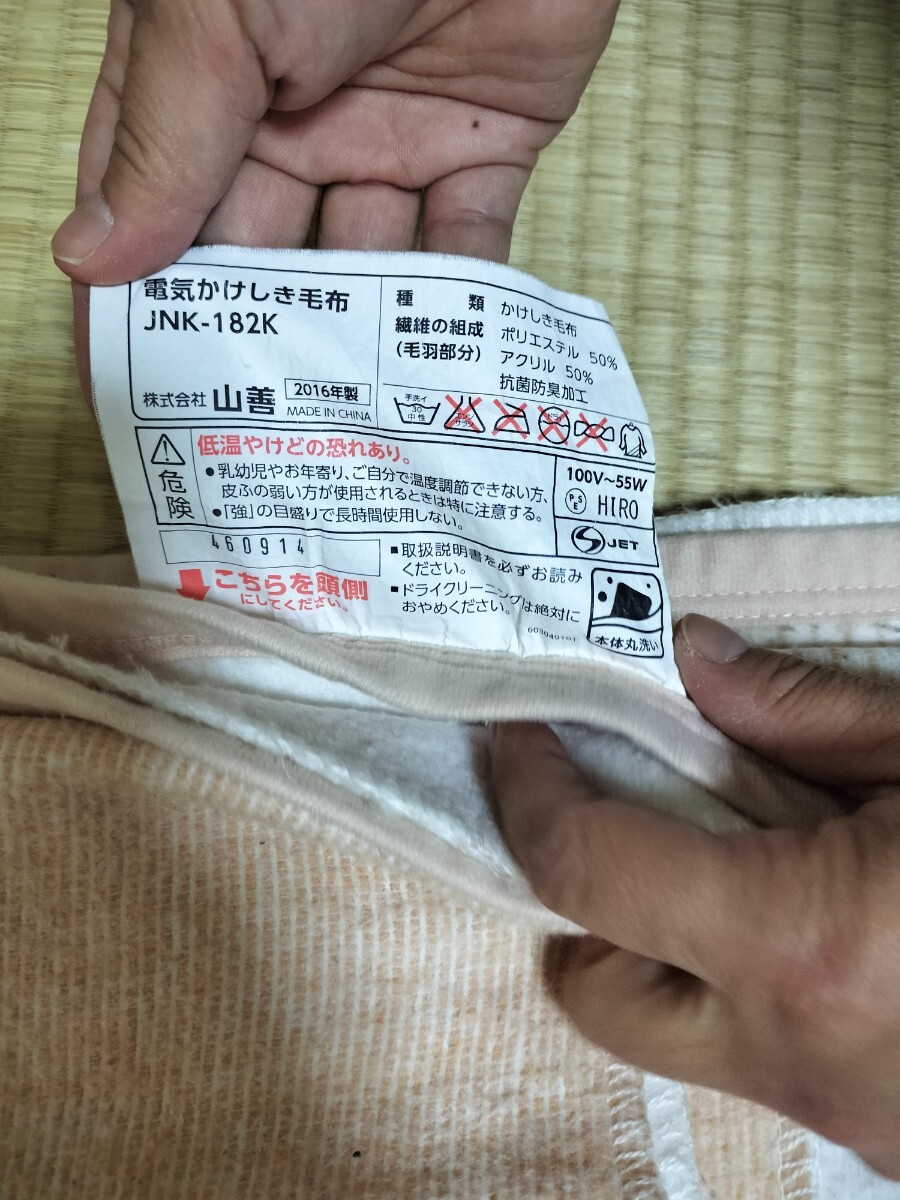 電気かけしき毛布
JNK-182K
株式会社 山善 2016年製
MADE IN CHINA
種 類 かけしき毛布
繊維の組成 ポリエステル 50%
(毛羽部分) アクリル 50%
抗菌防臭加工
手洗イ
30
中性
低温やけどの恐れあり。
危険
●乳幼児やお年寄り、ご自分で温度調節できない方、
皮ふの弱い方が使用されるときは特に注意する。
●「強」の目盛りで長時間使用しない。
100V~55W
PSE HIRO
JET
460914
こちらを頭側
にしてください。
■取扱説明書を必ずお読み
ください。
■ドライクリーニングは絶対に
おやめください。
603049101
本体丸洗い